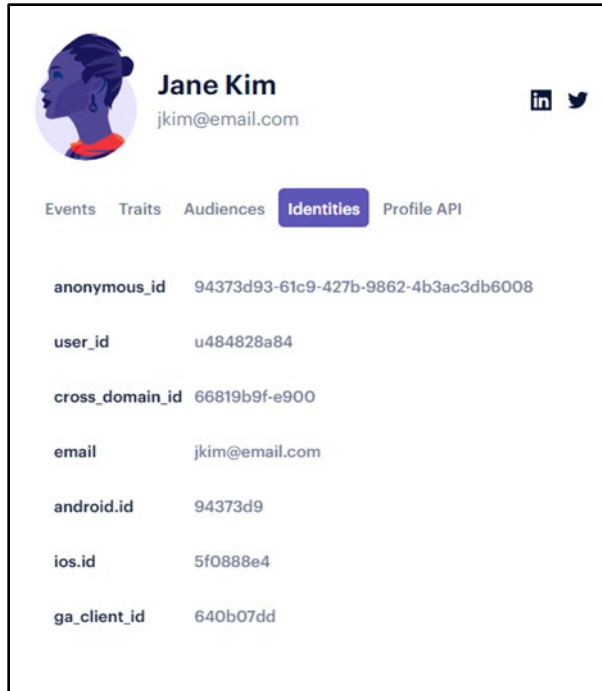 Jane Kim
jkim@email.com
in
Events Traits Audiences Identities Profile API
anonymous_id 94373d93-61c9-427b-9862-4b3ac3db6008
user_id u484828a84
cross_domain_id 66819b9f-e900
email jkim@email.com
android.id 94373d9
ios.id 5f0888e4
ga_client_id 640b07dd